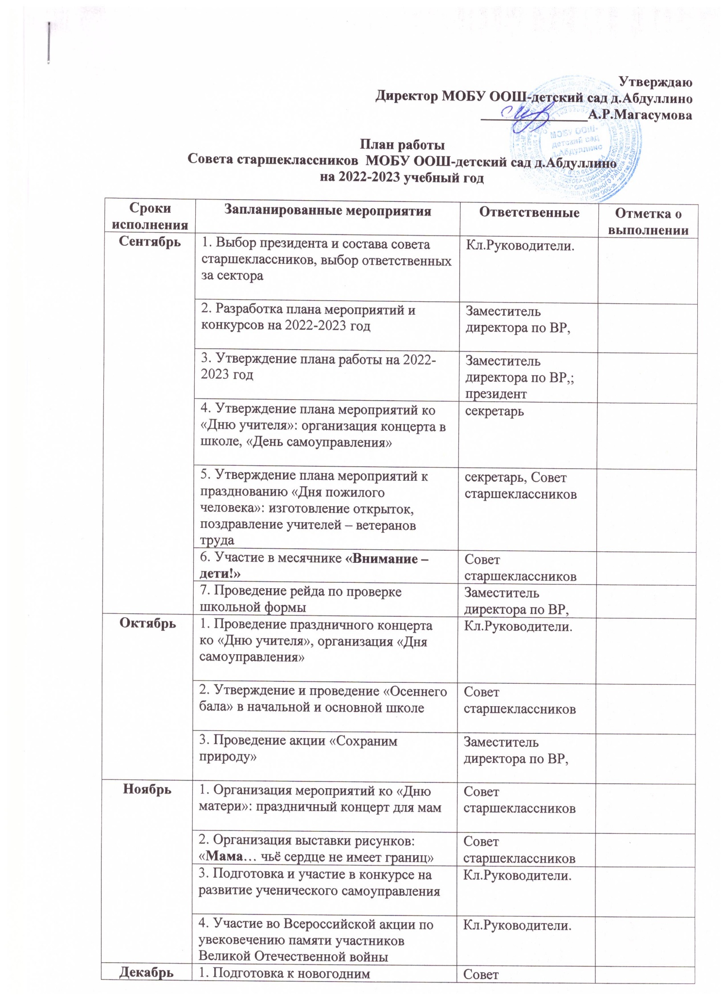 Утверждаю
Директор МОБУ ООШ-детский сад д.Абдуллино
_______________А.Р.Магасумова
МОБУ ООШ-
детский сад
д.Абдуллино
План работы
Совета старшеклассников МОБУ ООШ-детский сад д.Абдуллино
на 2022-2023 учебный год
Сроки
исполнения
Запланированные мероприятия
Ответственные
Отметка о
выполнении
Сентябрь
1. Выбор президента и состава совета
старшеклассников, выбор ответственных
за сектора
Кл.Руководители.
2. Разработка плана мероприятий и
конкурсов на 2022-2023 год
Заместитель
директора по ВР,
3. Утверждение плана работы на 2022-
2023 год
Заместитель
директора по ВР,;
президент
4. Утверждение плана мероприятий ко
«Дню учителя»: организация концерта в
школе, «День самоуправления»
секретарь
5. Утверждение плана мероприятий к
празднованию «Дня пожилого
человека»: изготовление открыток,
поздравление учителей – ветеранов
труда
секретарь, Совет
старшеклассников
6. Участие в месячнике «Внимание –
дети!»
Совет
старшеклассников
7. Проведение рейда по проверке
школьной формы
Заместитель
директора по ВР,
Октябрь
1. Проведение праздничного концерта
ко «Дню учителя», организация «Дня
самоуправления»
Кл.Руководители.
2. Утверждение и проведение «Осеннего
бала» в начальной и основной школе
Совет
старшеклассников
3. Проведение акции «Сохраним
природу»
Заместитель
директора по ВР,
Ноябрь
1. Организация мероприятий ко «Дню
матери»: праздничный концерт для мам
Совет
старшеклассников
2. Организация выставки рисунков:
«Мама… чьё сердце не имеет границ»
Совет
старшеклассников
3. Подготовка и участие в конкурсе на
развитие ученического самоуправления
Кл.Руководители.
4. Участие во Всероссийской акции по
увековечению памяти участников
Великой Отечественной войны
Кл.Руководители.
Декабрь
1. Подготовка к новогодним
Совет